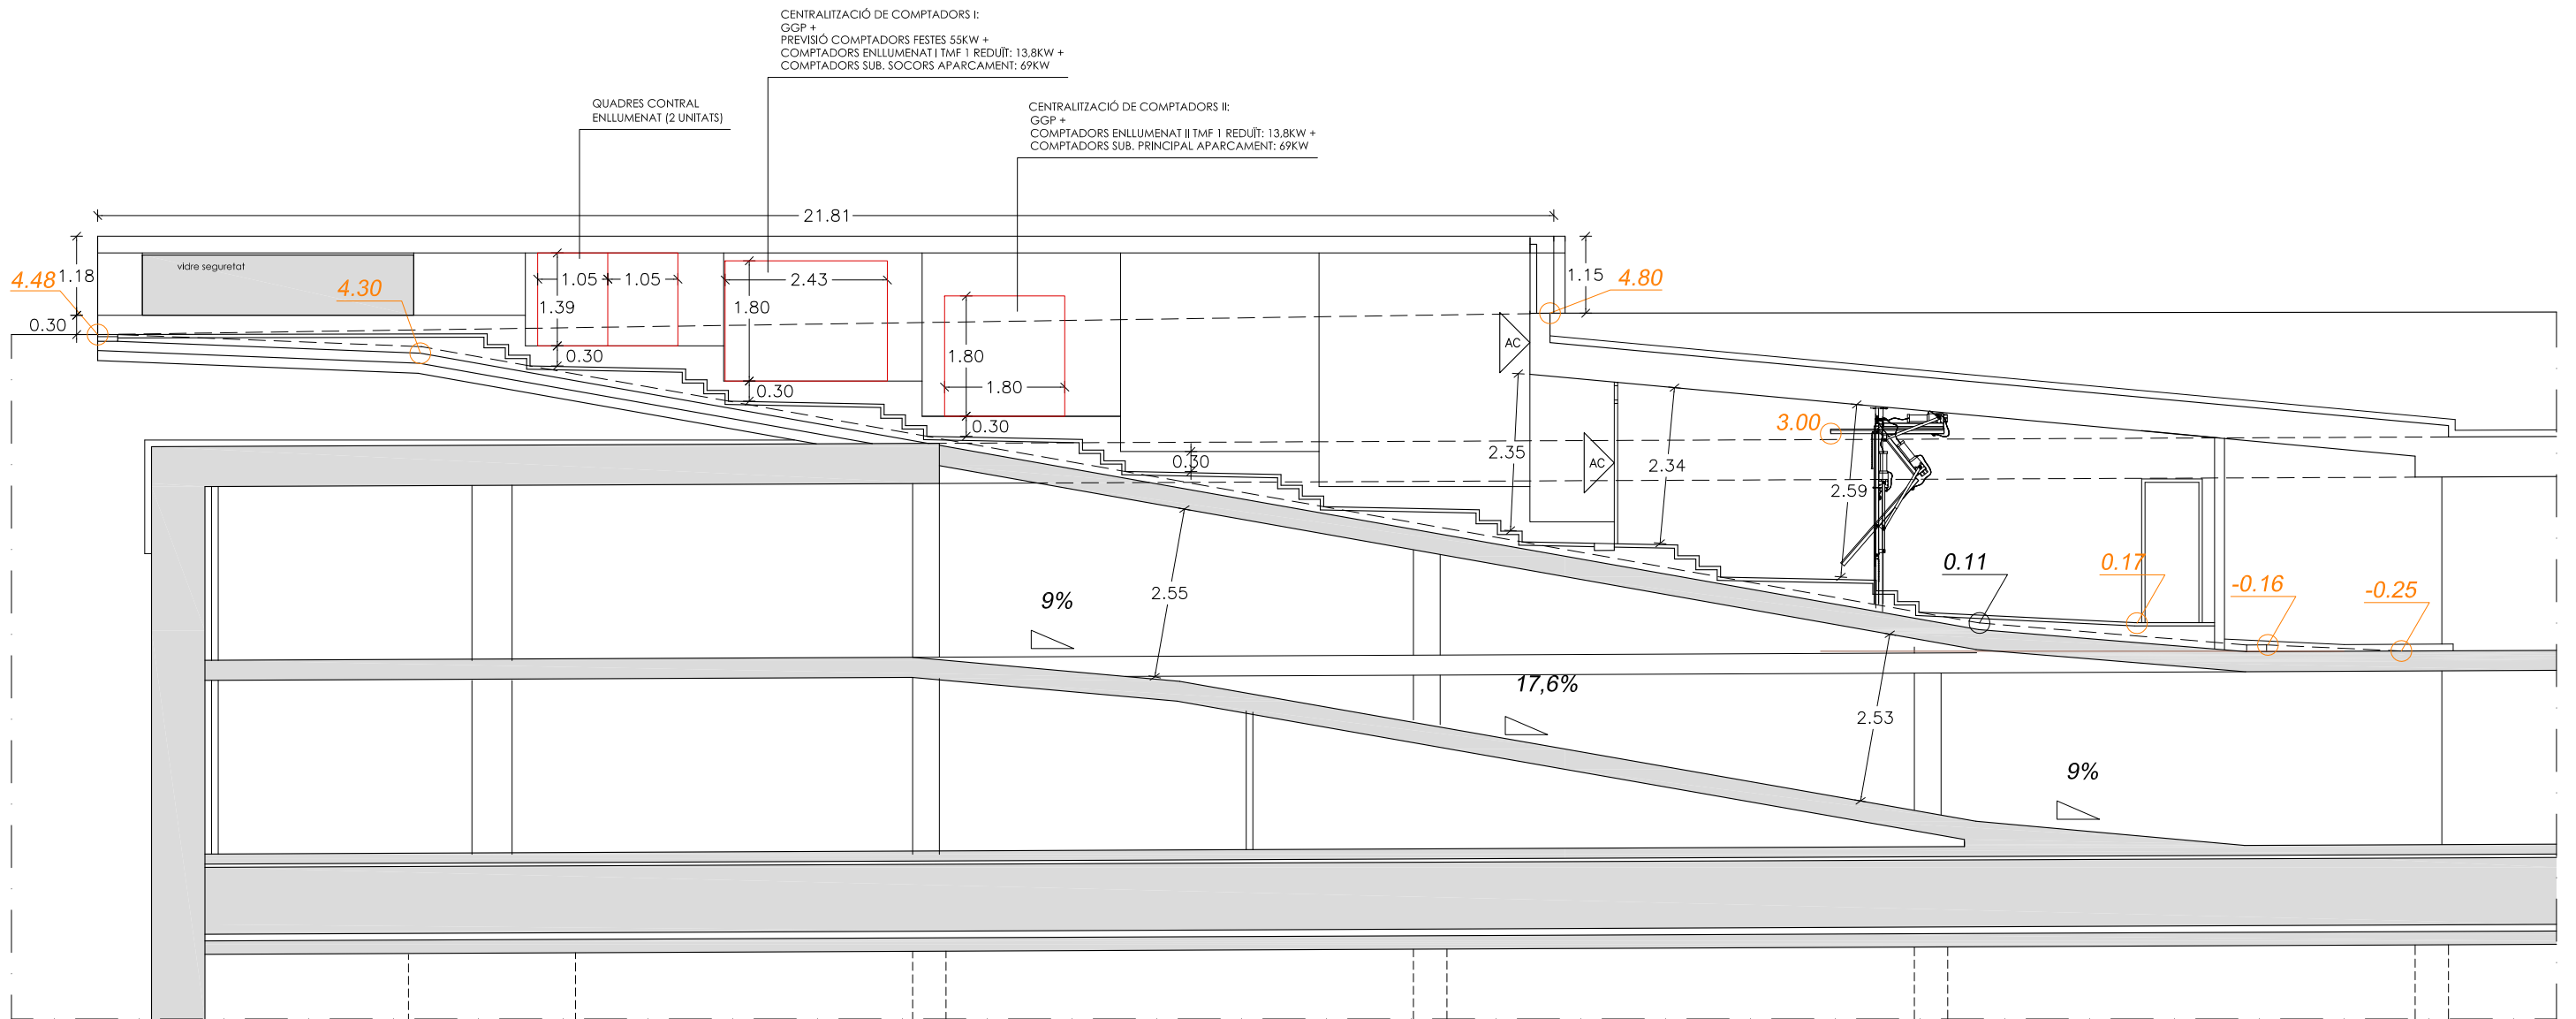 CENTRALITZACIÓ DE COMPTADORS I:
GGP +
PREVISIÓ COMPTADORS FESTES 55KW +
COMPTADORS ENLLUMENAT I TMF 1 REDUÏT: 13,8KW +
COMPTADORS SUB. SOCORS APARCAMENT: 69KW
QUADRES CONTRAL
ENLLUMENAT (2 UNITATS)
CENTRALITZACIÓ DE COMPTADORS II:
GGP +
COMPTADORS ENLLUMENAT II TMF 1 REDUÏT: 13,8KW +
COMPTADORS SUB. PRINCIPAL APARCAMENT: 69KW
21.81
vidre seguretat
4.48
1.18
4.30
0.30
1.05
1.05
1.39
0.30
2.43
1.80
0.30
1.80
1.80
0.30
0.30
1.15
4.80
AC
AC
2.35
2.34
3.00
2.59
0.11
0.17
-0.16
-0.25
9%
2.55
17,6%
2.53
9%